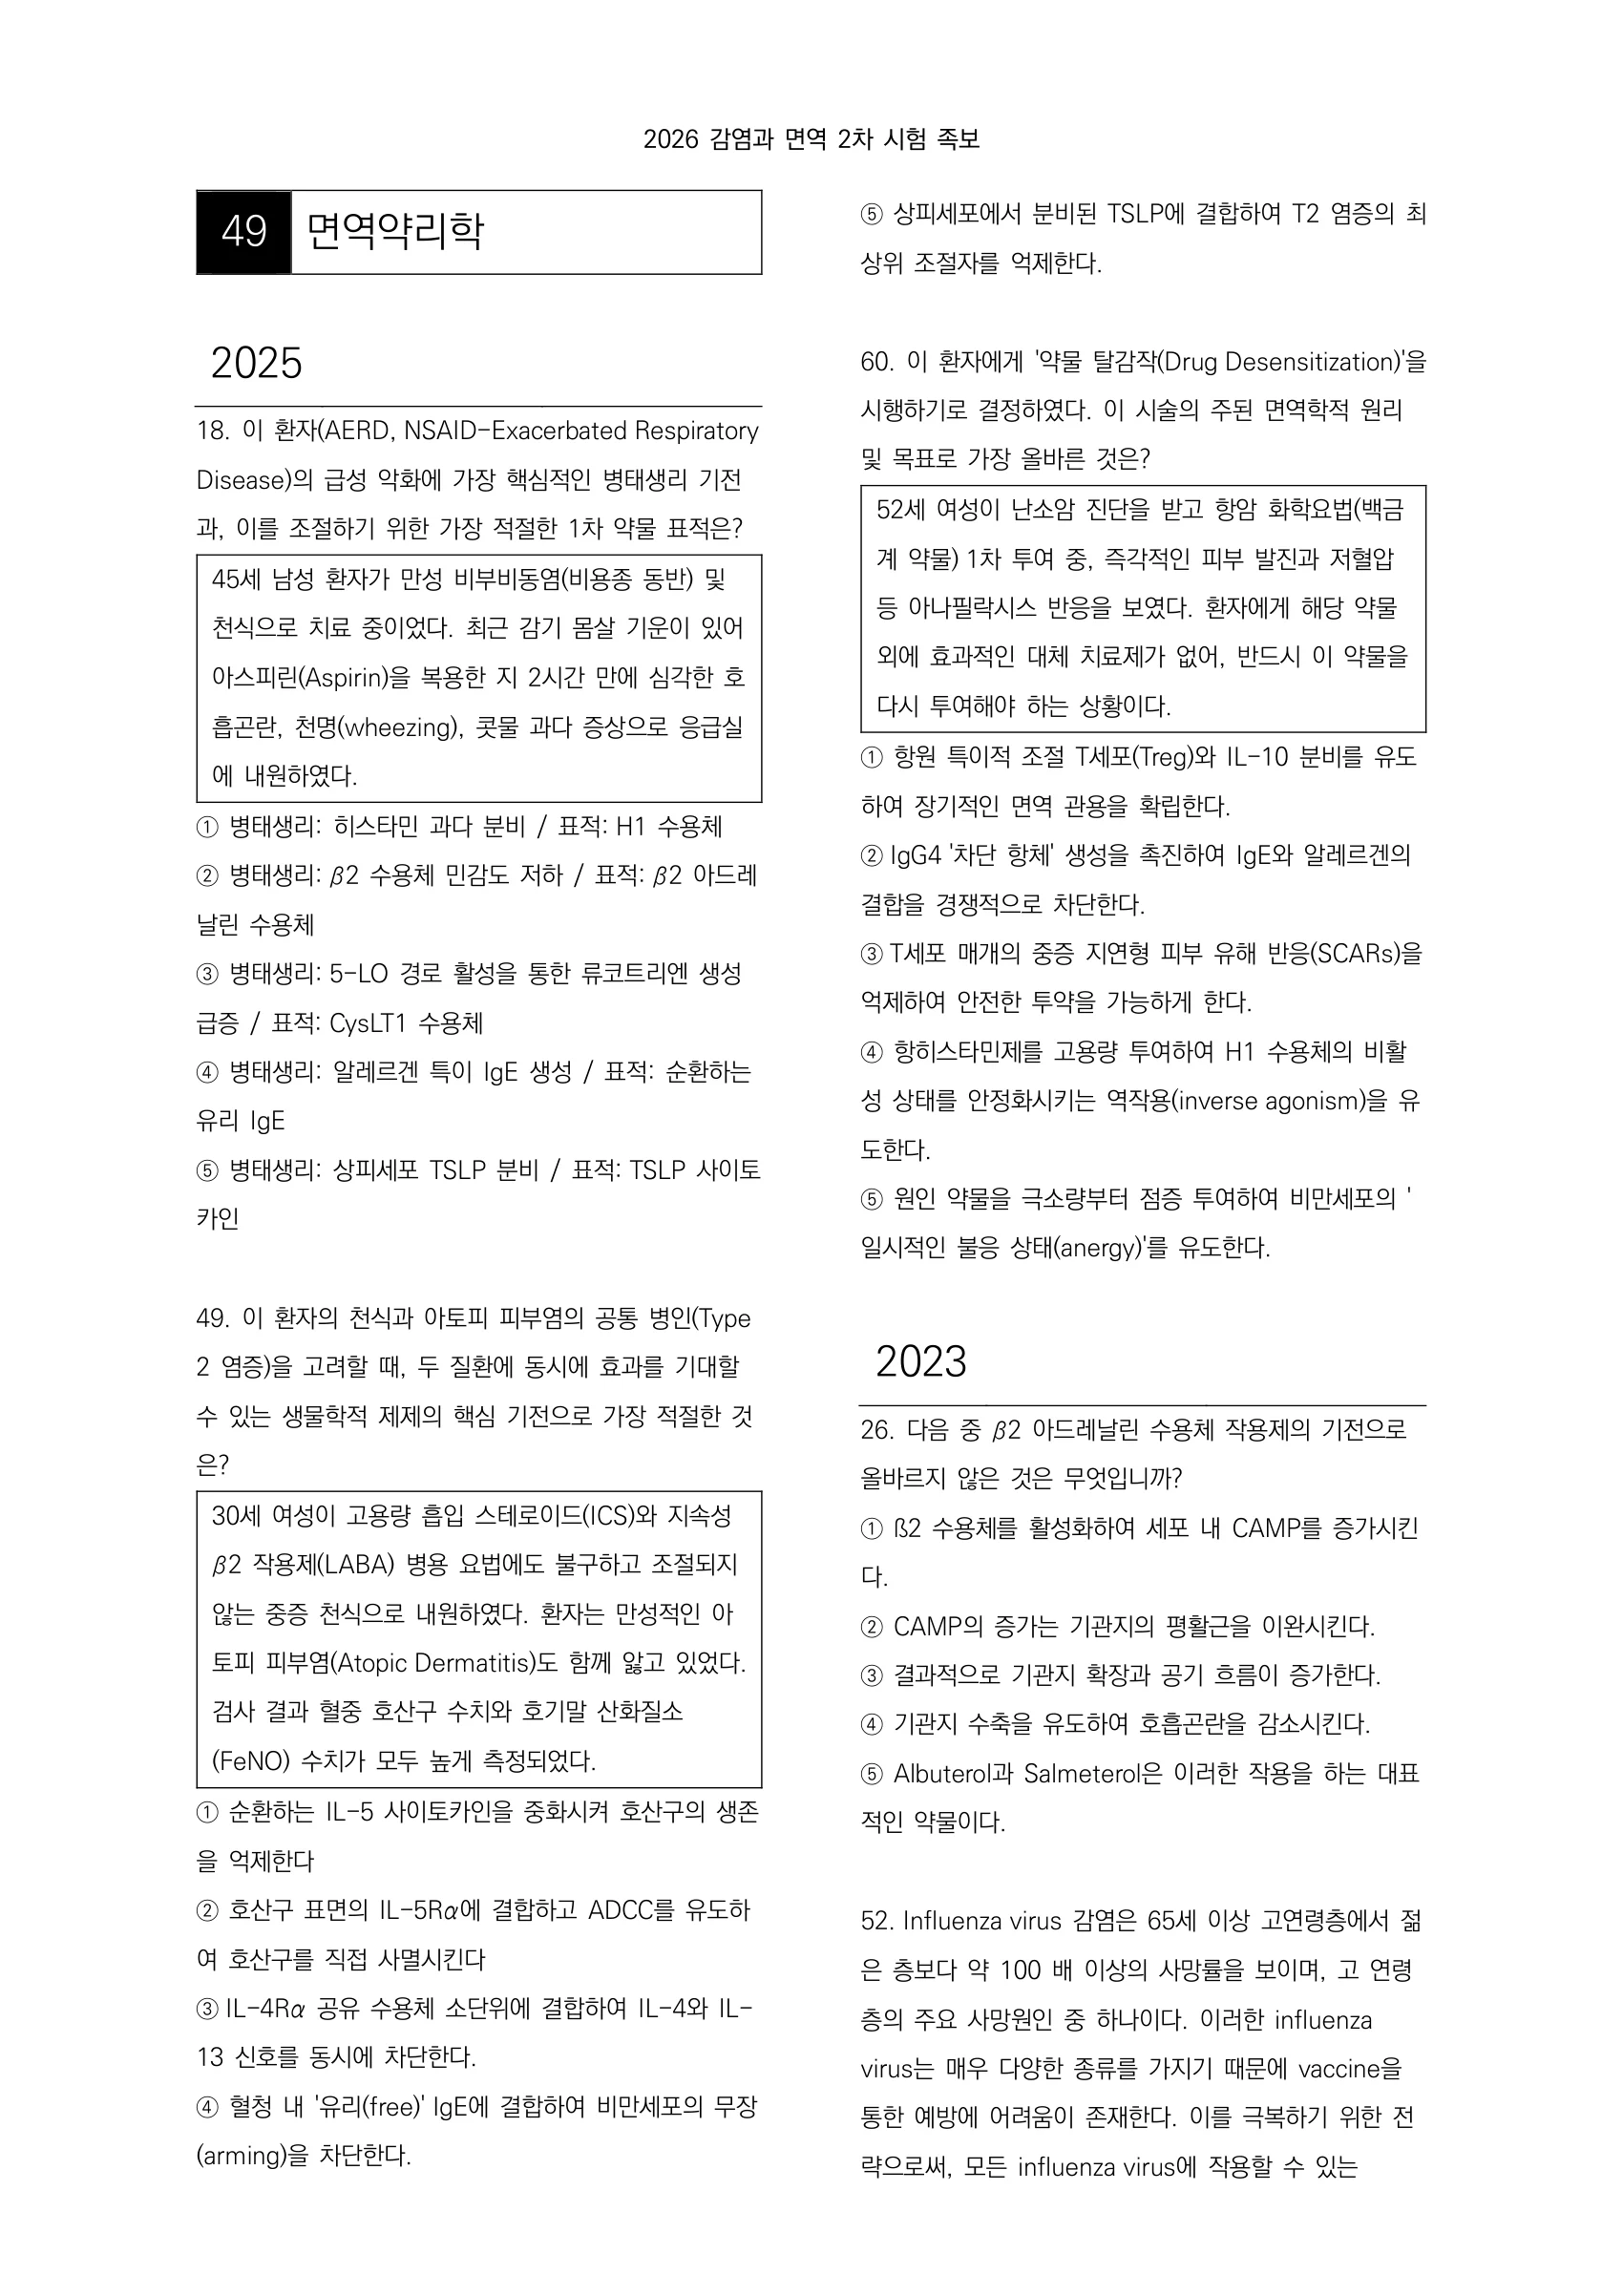 2026 감염과 면역 2차 시험 족보
49 면역약리학
2025
18. 이 환자(AERD, NSAID-Exacerbated Respiratory
Disease)의 급성 악화에 가장 핵심적인 병태생리 기전
과, 이를 조절하기 위한 가장 적절한 1차 약물 표적은?
45세 남성 환자가 만성 비부비동염(비용종 동반) 및
천식으로 치료 중이었다. 최근 감기 몸살 기운이 있어
아스피린(Aspirin)을 복용한 지 2시간 만에 심각한 호
흡곤란, 천명(wheezing), 콧물 과다 증상으로 응급실
에 내원하였다.
① 병태생리: 히스타민 과다 분비 / 표적: H1 수용체
② 병태생리: β2 수용체 민감도 저하 / 표적: β2 아드레
날린 수용체
③ 병태생리: 5-LO 경로 활성을 통한 류코트리엔 생성
급증 / 표적: CysLT1 수용체
④ 병태생리: 알레르겐 특이 IgE 생성 / 표적: 순환하는
유리 IgE
⑤ 병태생리: 상피세포 TSLP 분비 / 표적: TSLP 사이토
카인
49. 이 환자의 천식과 아토피 피부염의 공통 병인(Type
2 염증)을 고려할 때, 두 질환에 동시에 효과를 기대할
수 있는 생물학적 제제의 핵심 기전으로 가장 적절한 것
은?
30세 여성이 고용량 흡입 스테로이드(ICS)와 지속성
β2 작용제(LABA) 병용 요법에도 불구하고 조절되지
않는 중증 천식으로 내원하였다. 환자는 만성적인 아
토피 피부염(Atopic Dermatitis)도 함께 앓고 있었다.
검사 결과 혈중 호산구 수치와 호기말 산화질소
(FeNO) 수치가 모두 높게 측정되었다.
① 순환하는 IL-5 사이토카인을 중화시켜 호산구의 생존
을 억제한다
② 호산구 표면의 IL-5Rα에 결합하고 ADCC를 유도하
여 호산구를 직접 사멸시킨다
③ IL-4Rα 공유 수용체 소단위에 결합하여 IL-4와 IL-
13 신호를 동시에 차단한다.
④ 혈청 내 '유리(free)' IgE에 결합하여 비만세포의 무장
(arming)을 차단한다.
⑤ 상피세포에서 분비된 TSLP에 결합하여 T2 염증의 최
상위 조절자를 억제한다.
60. 이 환자에게 '약물 탈감작(Drug Desensitization)'을
시행하기로 결정하였다. 이 시술의 주된 면역학적 원리
및 목표로 가장 올바른 것은?
52세 여성이 난소암 진단을 받고 항암 화학요법(백금
계 약물) 1차 투여 중, 즉각적인 피부 발진과 저혈압
등 아나필락시스 반응을 보였다. 환자에게 해당 약물
외에 효과적인 대체 치료제가 없어, 반드시 이 약물을
다시 투여해야 하는 상황이다.
① 항원 특이적 조절 T세포(Treg)와 IL-10 분비를 유도
하여 장기적인 면역 관용을 확립한다.
② IgG4 '차단 항체' 생성을 촉진하여 IgE와 알레르겐의
결합을 경쟁적으로 차단한다.
③ T세포 매개의 중증 지연형 피부 유해 반응(SCARs)을
억제하여 안전한 투약을 가능하게 한다.
④ 항히스타민제를 고용량 투여하여 H1 수용체의 비활
성 상태를 안정화시키는 역작용(inverse agonism)을 유
도한다.
⑤ 원인 약물을 극소량부터 점증 투여하여 비만세포의 '
일시적인 불응 상태(anergy)'를 유도한다.
2023
26. 다음 중 β2 아드레날린 수용체 작용제의 기전으로
올바르지 않은 것은 무엇입니까?
① ß2 수용체를 활성화하여 세포 내 CAMP를 증가시킨
다.
② CAMP의 증가는 기관지의 평활근을 이완시킨다.
③ 결과적으로 기관지 확장과 공기 흐름이 증가한다.
④ 기관지 수축을 유도하여 호흡곤란을 감소시킨다.
⑤ Albuterol과 Salmeterol은 이러한 작용을 하는 대표
적인 약물이다.
52. Influenza virus 감염은 65세 이상 고연령층에서 젊
은 층보다 약 100 배 이상의 사망률을 보이며, 고 연령
층의 주요 사망원인 중 하나이다. 이러한 influenza
virus는 매우 다양한 종류를 가지기 때문에 vaccine을
통한 예방에 어려움이 존재한다. 이를 극복하기 위한 전
략으로써, 모든 influenza virus에 작용할 수 있는